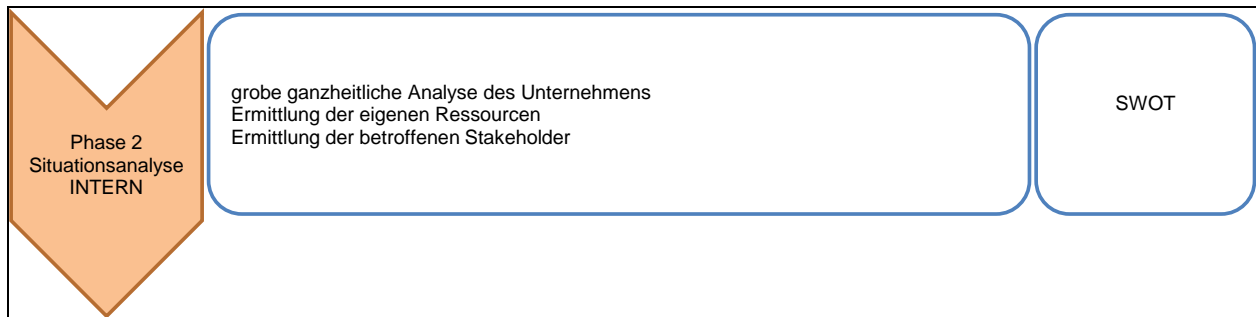 Phase 2
Situationsanalyse
INTERN
grobe ganzheitliche Analyse des Unternehmens
Ermittlung der eigenen Ressourcen
Ermittlung der betroffenen Stakeholder
SWOT